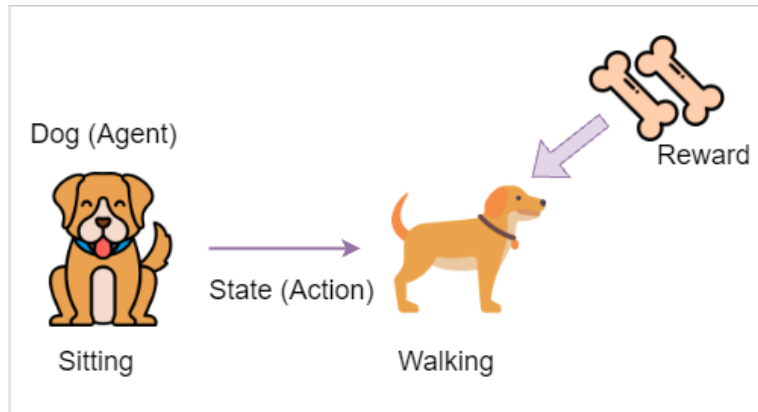 Dog (Agent)
Reward
State (Action)
Sitting
Walking